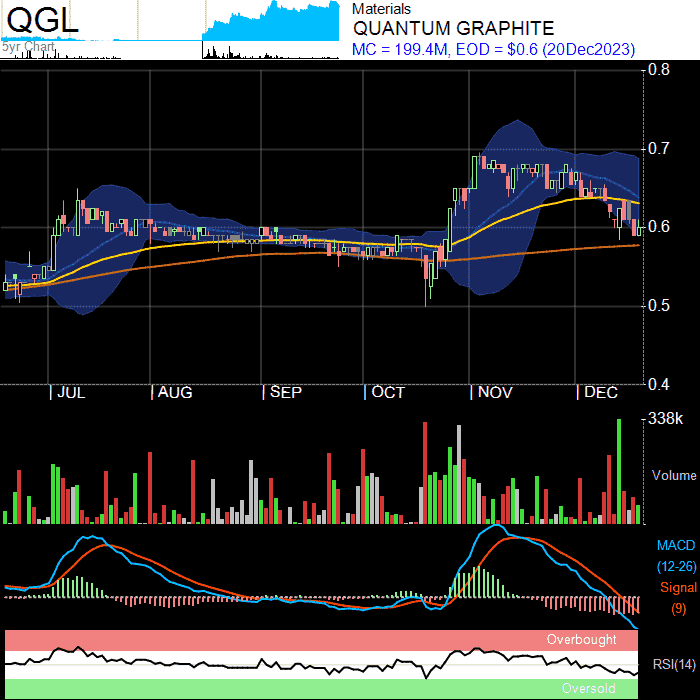 QGL
5yr Chart
Materials
QUANTUM GRAPHITE
MC = 199.4M, EOD = $0.6 (20Dec2023)
0.8
0.7
0.6
0.5
0.4
| JUL | AUG | SEP | OCT | NOV | DEC
338k
Volume
MACD
(12-26)
Signal
(9)
Overbought
RSI(14)
Oversold